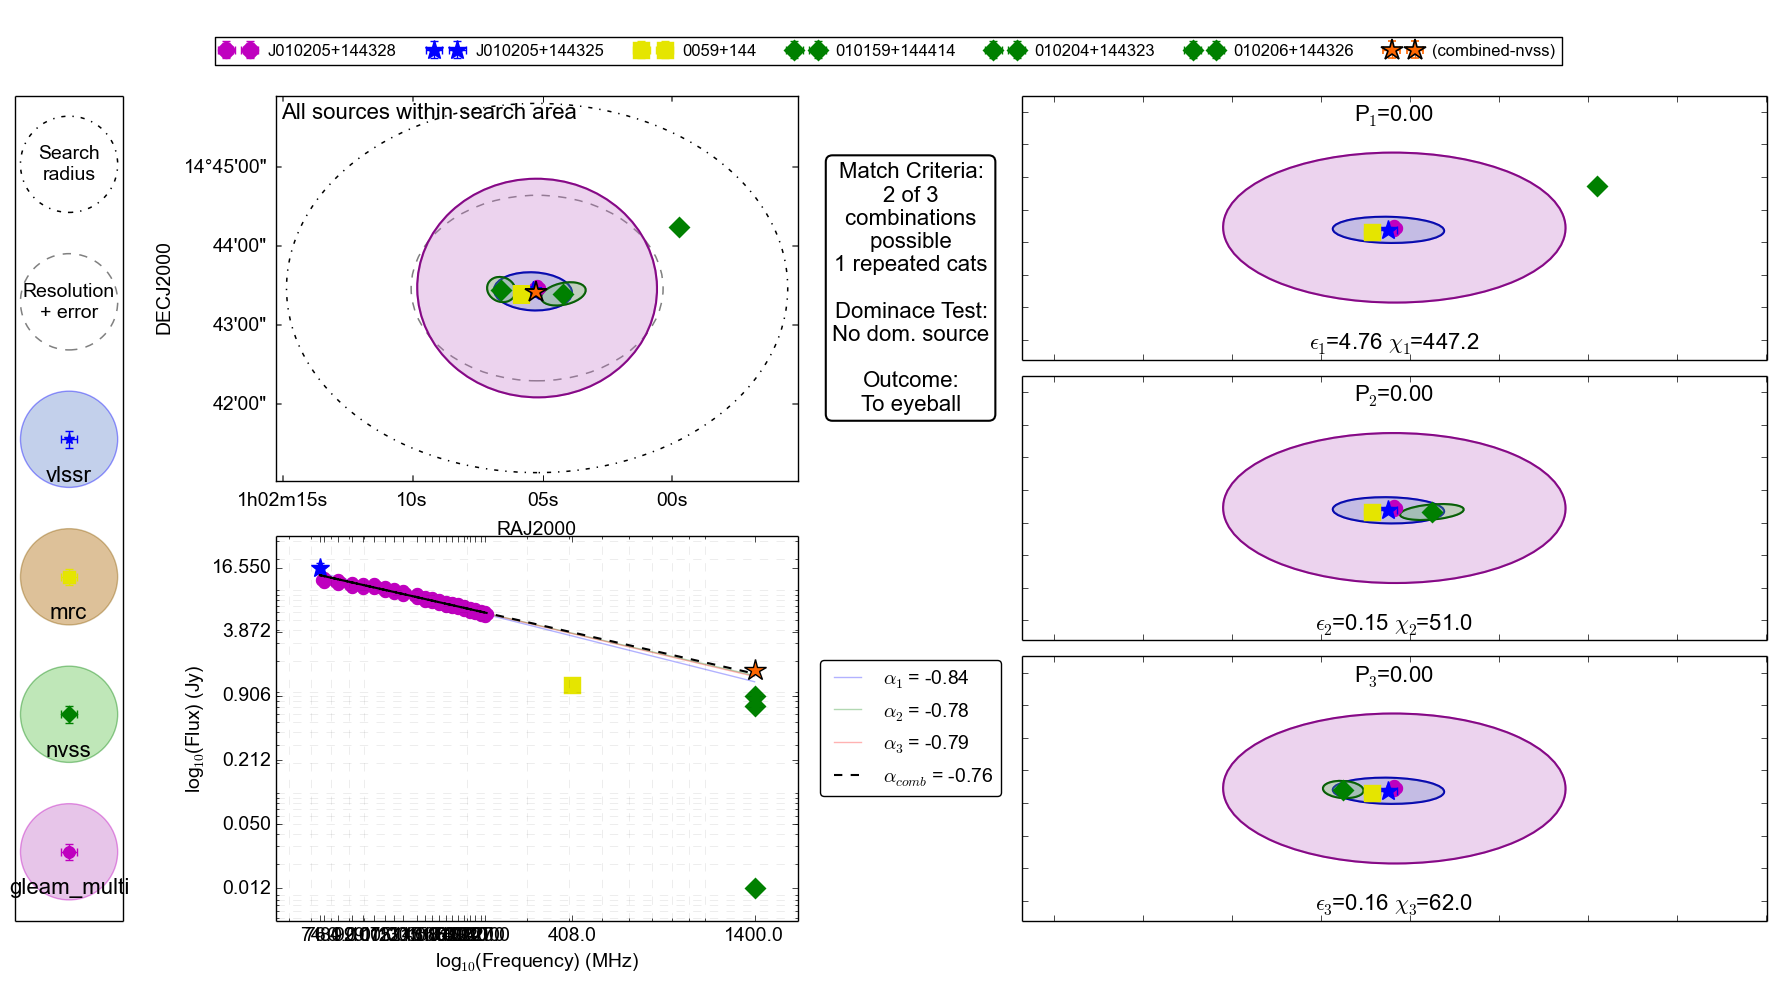 J010205+144328 J010205+144325 0059+144 010159+144414 010204+144323 010206+144326 (combined-nvss)
Search
radius
Resolution
+ error
vlssr
mrc
nvss
gleam_multi
All sources within search area
DECJ2000
14°45'00"
44'00"
43'00"
42'00"
1h02m15s 10s 05s 00s
RAJ2000
log10(Flux) (Jy)
16.550
3.872
0.906
0.212
0.050
0.012
408.0 1400.0
log10(Frequency) (MHz)
Match Criteria:
2 of 3
combinations
possible
1 repeated cats
Dominace Test:
No dom. source
Outcome:
To eyeball
α1 = -0.84
α2 = -0.78
α3 = -0.79
αcomb = -0.76
P1=0.00
ϵ1=4.76 χ1=447.2
P2=0.00
ϵ2=0.15 χ2=51.0
P3=0.00
ϵ3=0.16 χ3=62.0